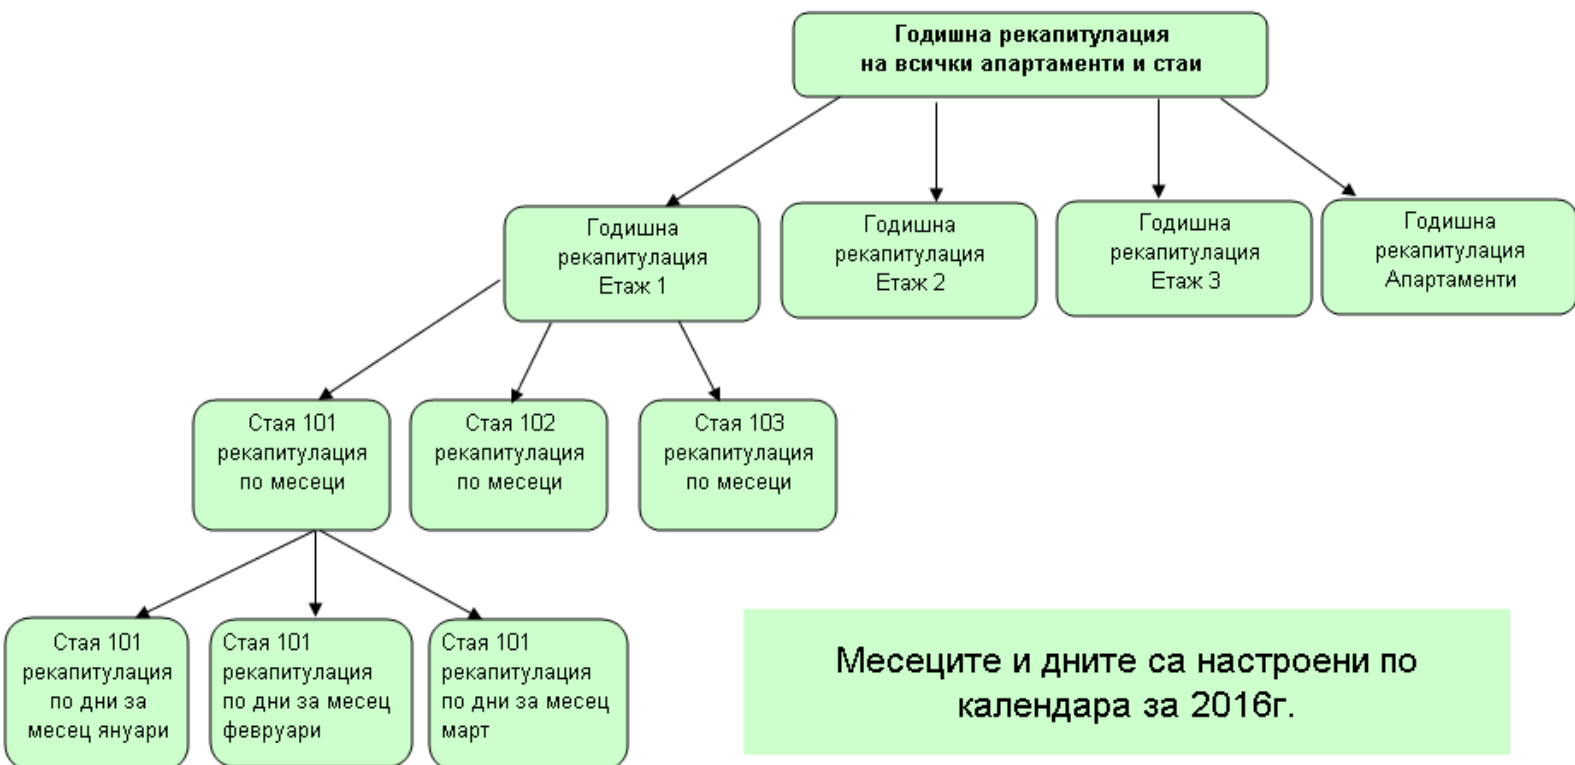 Годишна рекапитулация
на всички апартаменти и стаи
Годишна
рекапитулация
Етаж 1
Годишна
рекапитулация
Етаж 2
Годишна
рекапитулация
Етаж 3
Годишна
рекапитулация
Апартаменти
Стая 101
рекапитулация
по месеци
Стая 102
рекапитулация
по месеци
Стая 103
рекапитулация
по месеци
Стая 101
рекапитулация
по дни за
месец януари
Стая 101
рекапитулация
по дни за месец
февруари
Стая 101
рекапитулация
по дни за месец
март
Месеците и дните са настроени по
календара за 2016г.